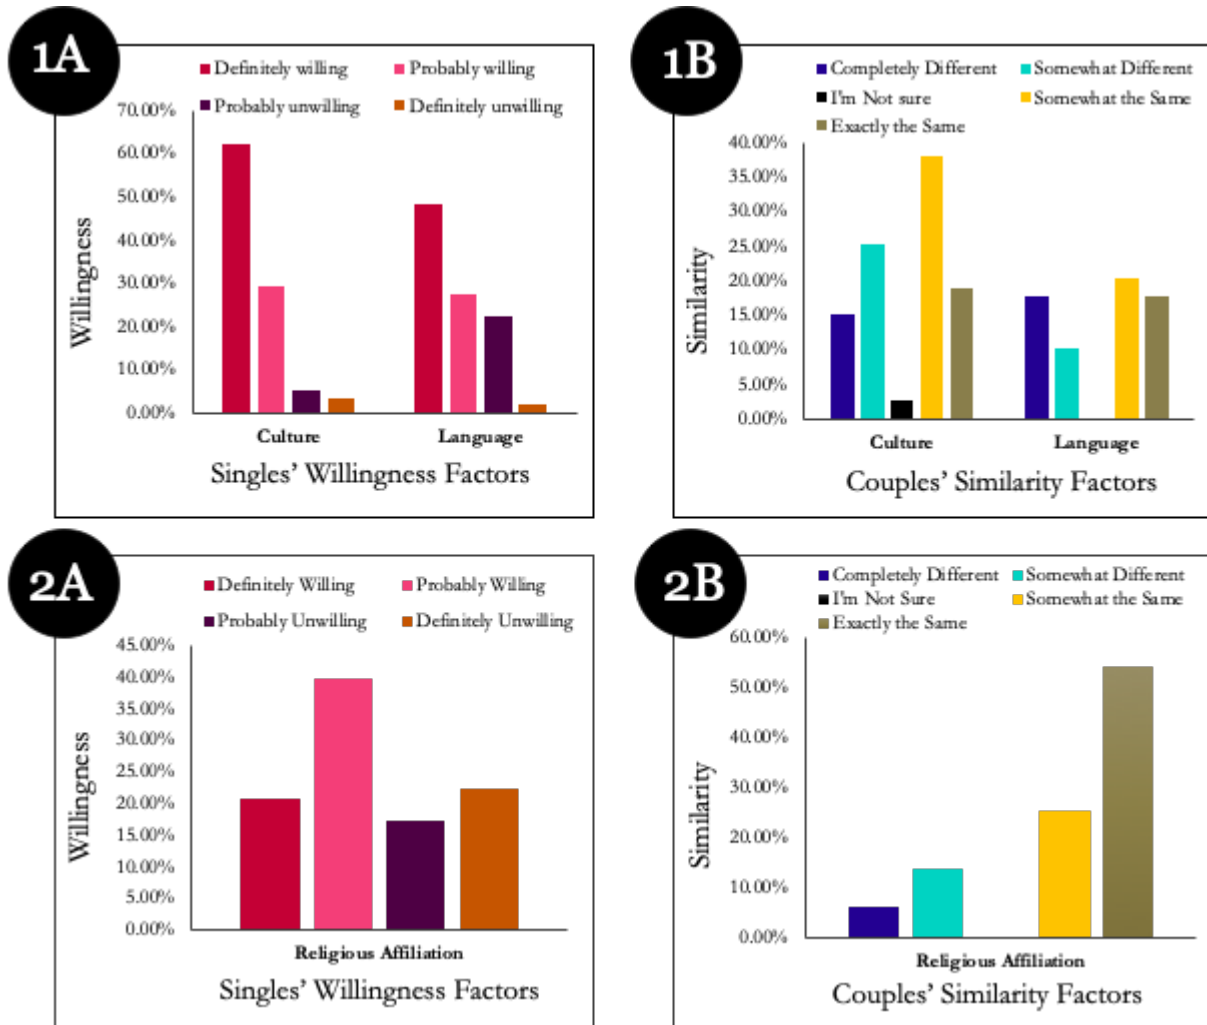 1A
Definitely willing
Probably willing
Probably unwilling
Definitely unwilling
70.00%
60.00%
50.00%
40.00%
30.00%
20.00%
10.00%
0.00%
Willingness
Culture
Language
Singles' Willingness Factors
1B
Completely Different
Somewhat Different
I'm Not sure
Somewhat the Same
Exactly the Same
40.00%
35.00%
30.00%
25.00%
20.00%
15.00%
10.00%
5.00%
0.00%
Similarity
Culture
Language
Couples' Similarity Factors
2A
Definitely Willing
Probably Willing
Probably Unwilling
Definitely Unwilling
45.00%
40.00%
35.00%
30.00%
25.00%
20.00%
15.00%
10.00%
5.00%
0.00%
Willingness
Religious Affiliation
Singles' Willingness Factors
2B
Completely Different
Somewhat Different
I'm Not Sure
Somewhat the Same
Exactly the Same
60.00%
50.00%
40.00%
30.00%
20.00%
10.00%
0.00%
Similarity
Religious Affiliation
Couples' Similarity Factors